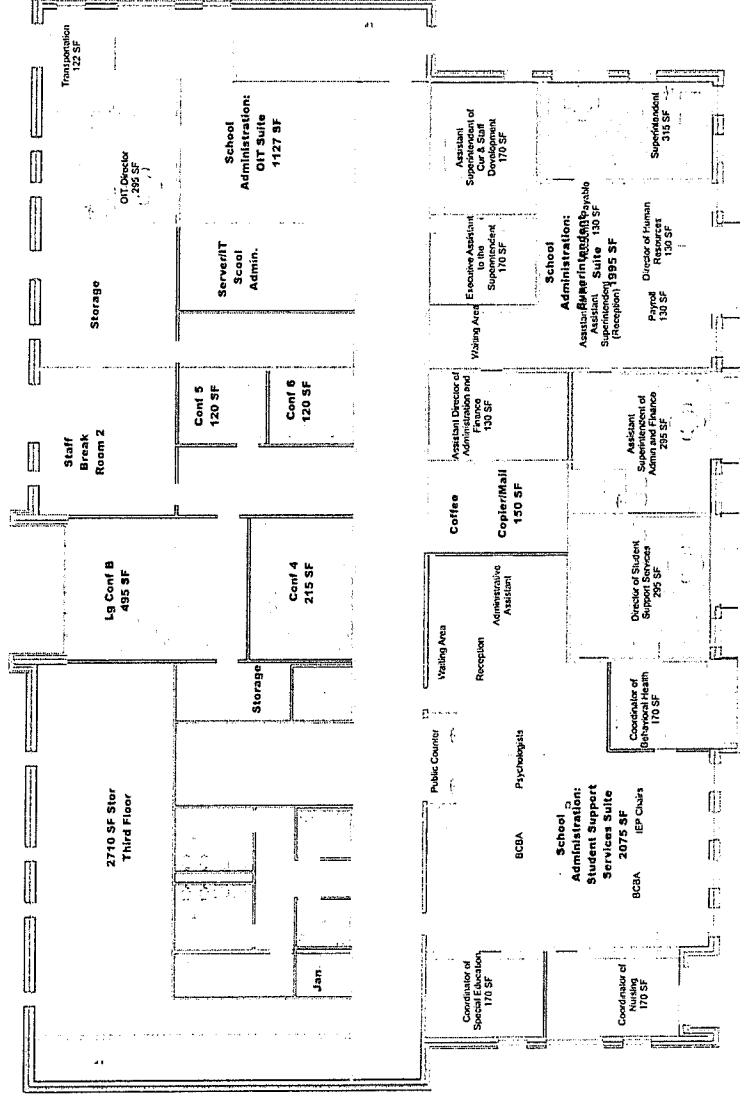 Transportation
122 SF
OIT Director
295 SF
Storage
School
Administration:
OIT Suite
1127 SF
Server/IT
Scool
Admin.
Staff
Break
Room 2
Conf 5
120 SF
Conf 6
120 SF
Lg Conf B
495 SF
Conf 4
215 SF
Storage
2710 SF Stor
Third Floor
Jan.
Assistant
Superintendent of
Cur & Staff
Development
170 SF
Superintendent
315 SF
Executive Assistant
to the
Superintendent
170 SF
Waiting Area
School
Administration:
Superintendent
Suite
1995 SF
Payable
130 SF
Assistant
Superintendent
(Reception)
Director of Human
Resources
130 SF
Payroll
130 SF
Assistant Director of
Administration and
Finance
130 SF
Assistant
Superintendent of
Admin and Finance
295 SF
Coffee
Copier/Mail
150 SF
Director of Student
Support Services
295 SF
Waiting Area
Reception
Administrative
Assistant
Coordinator of
Behavioral Health
170 SF
Public Counter
Psychologists
BCBA
School
Administration:
Student Support
Services Suite
2075 SF
IEP Chairs
BCBA
Coordinator of
Special Education
170 SF
Coordinator of
Nursing
170 SF